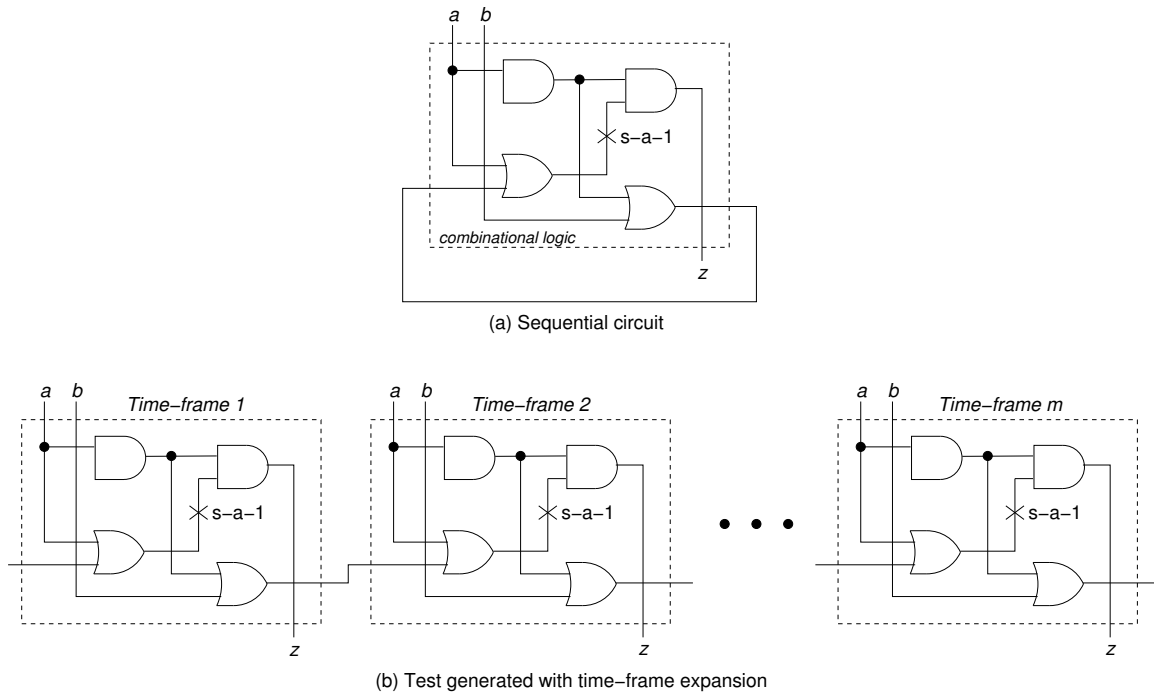 a b
s−a−1
combinational logic
z
(a) Sequential circuit
a b Time−frame 1
a b Time−frame 2
a b Time−frame m
s−a−1
s−a−1
s−a−1
z
z
z
(b) Test generated with time−frame expansion